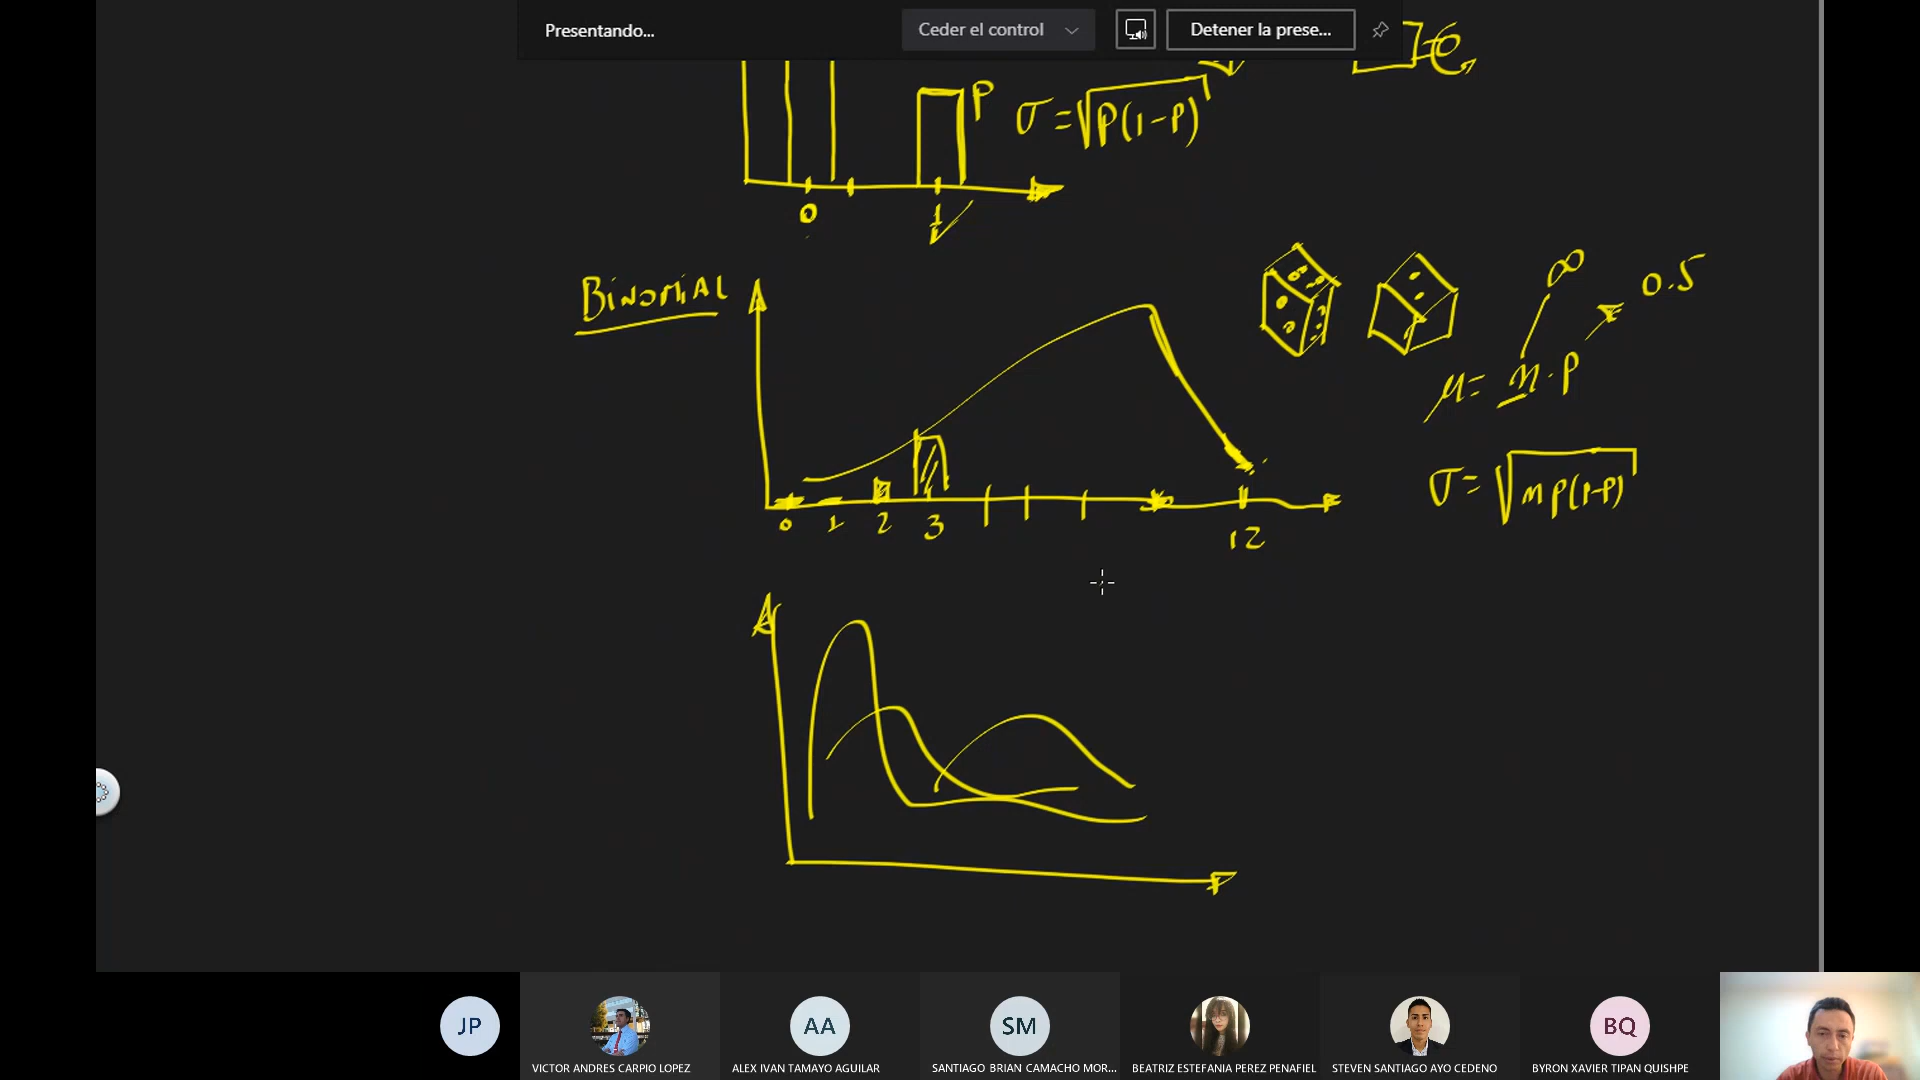 Presentando...
Ceder el control
Detener la prese...
P
σ = √P(1-P)
0
1
BINOMIAL
∞
0.5
μ = n · P
σ = √n p(1-p)
0 1 2 3
12
JP
AA
SM
BQ
VICTOR ANDRES CARPIO LOPEZ
ALEX IVAN TAMAYO AGUILAR
SANTIAGO BRIAN CAMACHO MOR...
BEATRIZ ESTEFANIA PEREZ PENAFIEL
STEVEN SANTIAGO AYO CEDENO
BYRON XAVIER TIPAN QUISHPE